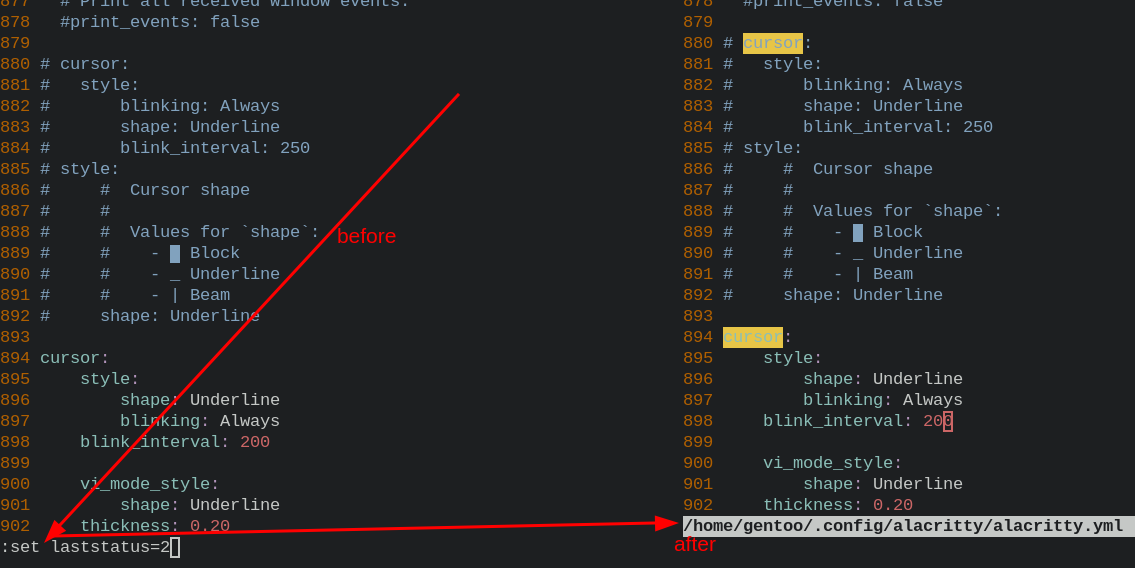 877   # Print all received window events.
878   #print_events: false
879
880 # cursor:
881 #   style:
882 #       blinking: Always
883 #       shape: Underline
884 #       blink_interval: 250
885 # style:
886 #     #  Cursor shape
887 #     #
888 #     #  Values for `shape`:
889 #     #    - █ Block
890 #     #    - _ Underline
891 #     #    - | Beam
892 #     shape: Underline
893
894 cursor:
895     style:
896         shape: Underline
897         blinking: Always
898     blink_interval: 200
899
900     vi_mode_style:
901         shape: Underline
902     thickness: 0.20
:set laststatus=2
before
878   #print_events: false
879
880 # cursor:
881 #   style:
882 #       blinking: Always
883 #       shape: Underline
884 #       blink_interval: 250
885 # style:
886 #     #  Cursor shape
887 #     #
888 #     #  Values for `shape`:
889 #     #    - █ Block
890 #     #    - _ Underline
891 #     #    - | Beam
892 #     shape: Underline
893
894 cursor:
895     style:
896         shape: Underline
897         blinking: Always
898     blink_interval: 200
899
900     vi_mode_style:
901         shape: Underline
902     thickness: 0.20
/home/gentoo/.config/alacritty/alacritty.yml
after